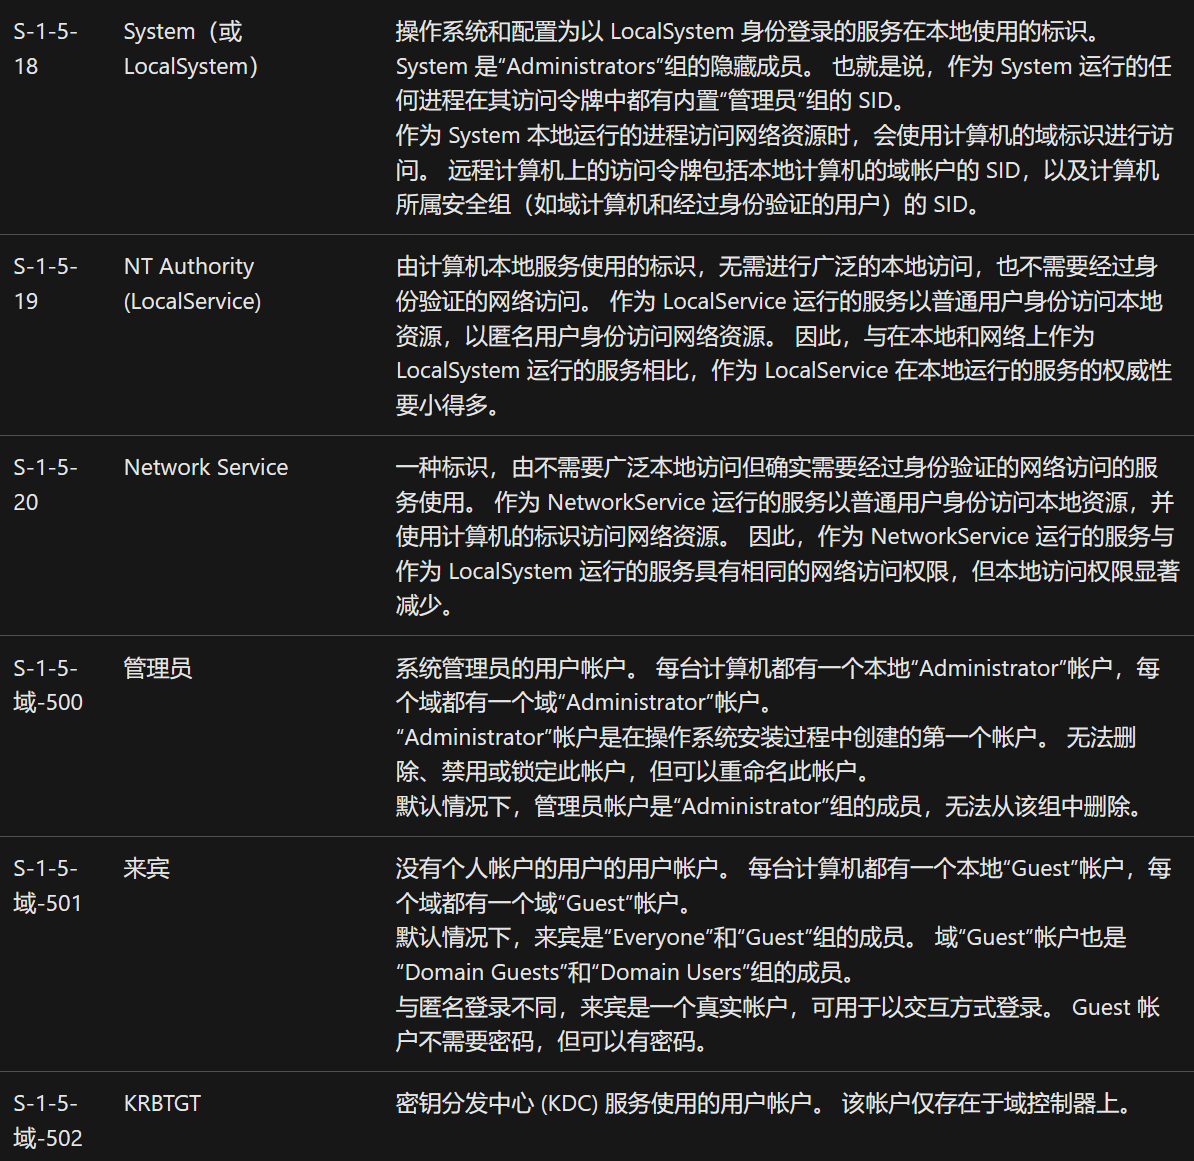 S-1-5-
18
System（或
LocalSystem）
操作系统和配置为以 LocalSystem 身份登录的服务在本地使用的标识。
System 是“Administrators”组的隐藏成员。 也就是说，作为 System 运行的任
何进程在其访问令牌中都有内置“管理员”组的 SID。
作为 System 本地运行的进程访问网络资源时，会使用计算机的域标识进行访
问。 远程计算机上的访问令牌包括本地计算机的域帐户的 SID，以及计算机
所属安全组（如域计算机和经过身份验证的用户）的 SID。
S-1-5-
19
NT Authority
(LocalService)
由计算机本地服务使用的标识，无需进行广泛的本地访问，也不需要经过身
份验证的网络访问。 作为 LocalService 运行的服务以普通用户身份访问本地
资源，以匿名用户身份访问网络资源。 因此，与在本地和网络上作为
LocalSystem 运行的服务相比，作为 LocalService 在本地运行的服务的权威性
要小得多。
S-1-5-
20
Network Service
一种标识，由不需要广泛本地访问但确实需要经过身份验证的网络访问的服
务使用。 作为 NetworkService 运行的服务以普通用户身份访问本地资源，并
使用计算机的标识访问网络资源。 因此，作为 NetworkService 运行的服务与
作为 LocalSystem 运行的服务具有相同的网络访问权限，但本地访问权限显著
减少。
S-1-5-
域-500
管理员
系统管理员的用户帐户。 每台计算机都有一个本地“Administrator”帐户，每
个域都有一个域“Administrator”帐户。
“Administrator”帐户是在操作系统安装过程中创建的第一个帐户。 无法删
除、禁用或锁定此帐户，但可以重命名此帐户。
默认情况下，管理员帐户是“Administrator”组的成员，无法从该组中删除。
S-1-5-
域-501
来宾
没有个人帐户的用户的用户帐户。 每台计算机都有一个本地“Guest”帐户，每
个域都有一个域“Guest”帐户。
默认情况下，来宾是“Everyone”和“Guest”组的成员。 域“Guest”帐户也是
“Domain Guests”和“Domain Users”组的成员。
与匿名登录不同，来宾是一个真实帐户，可用于以交互方式登录。 Guest 帐
户不需要密码，但可以有密码。
S-1-5-
域-502
KRBTGT
密钥分发中心 (KDC) 服务使用的用户帐户。 该帐户仅存在于域控制器上。